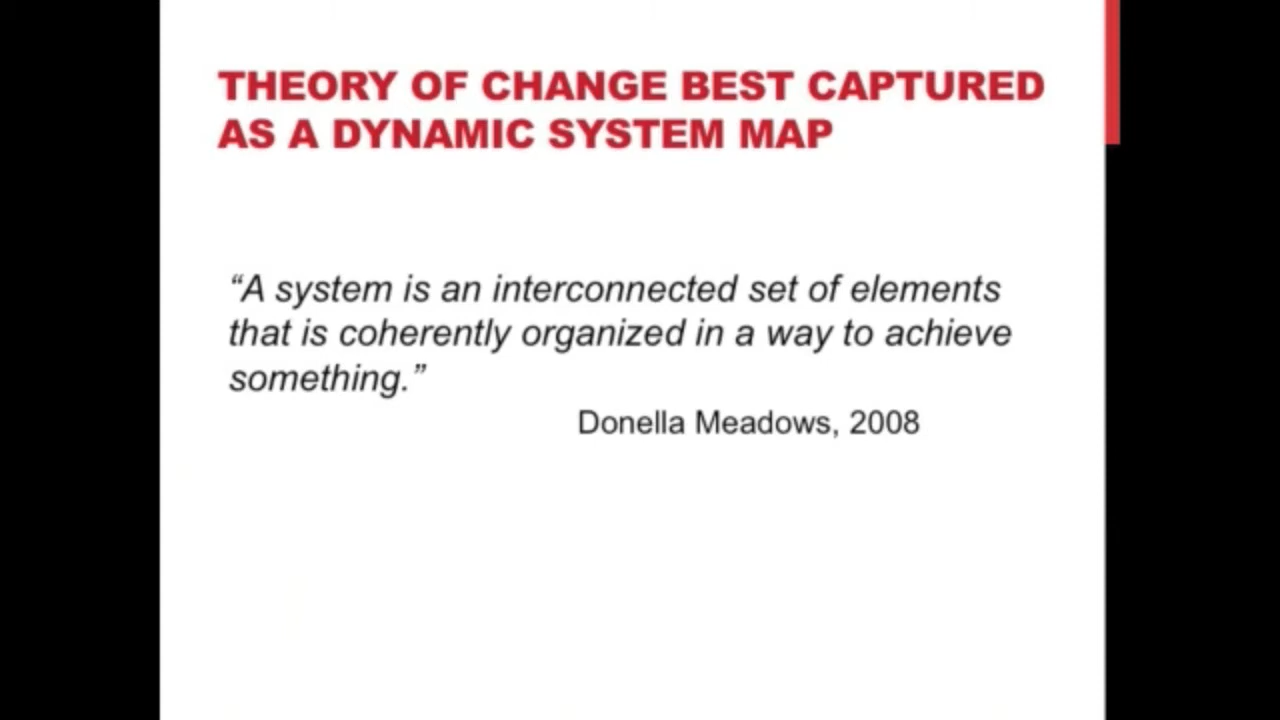 THEORY OF CHANGE BEST CAPTURED
AS A DYNAMIC SYSTEM MAP
“A system is an interconnected set of elements
that is coherently organized in a way to achieve
something.”
Donella Meadows, 2008